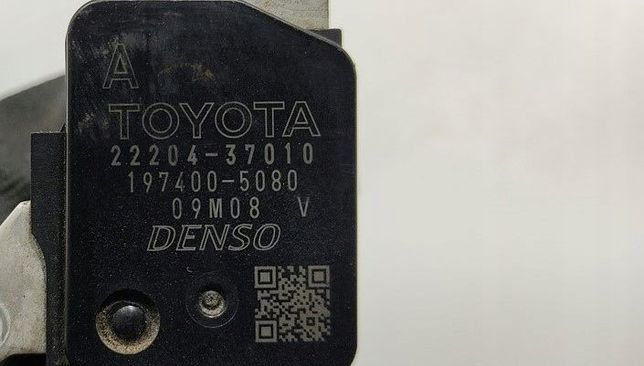 A
TOYOTA
22204-37010
197400-5080
09M08 V
DENSO